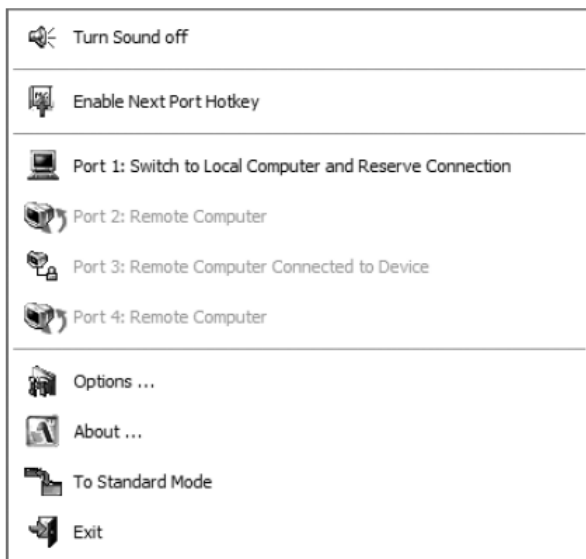 Turn Sound off
Enable Next Port Hotkey
Port 1: Switch to Local Computer and Reserve Connection
Port 2: Remote Computer
Port 3: Remote Computer Connected to Device
Port 4: Remote Computer
Options ...
About ...
To Standard Mode
Exit